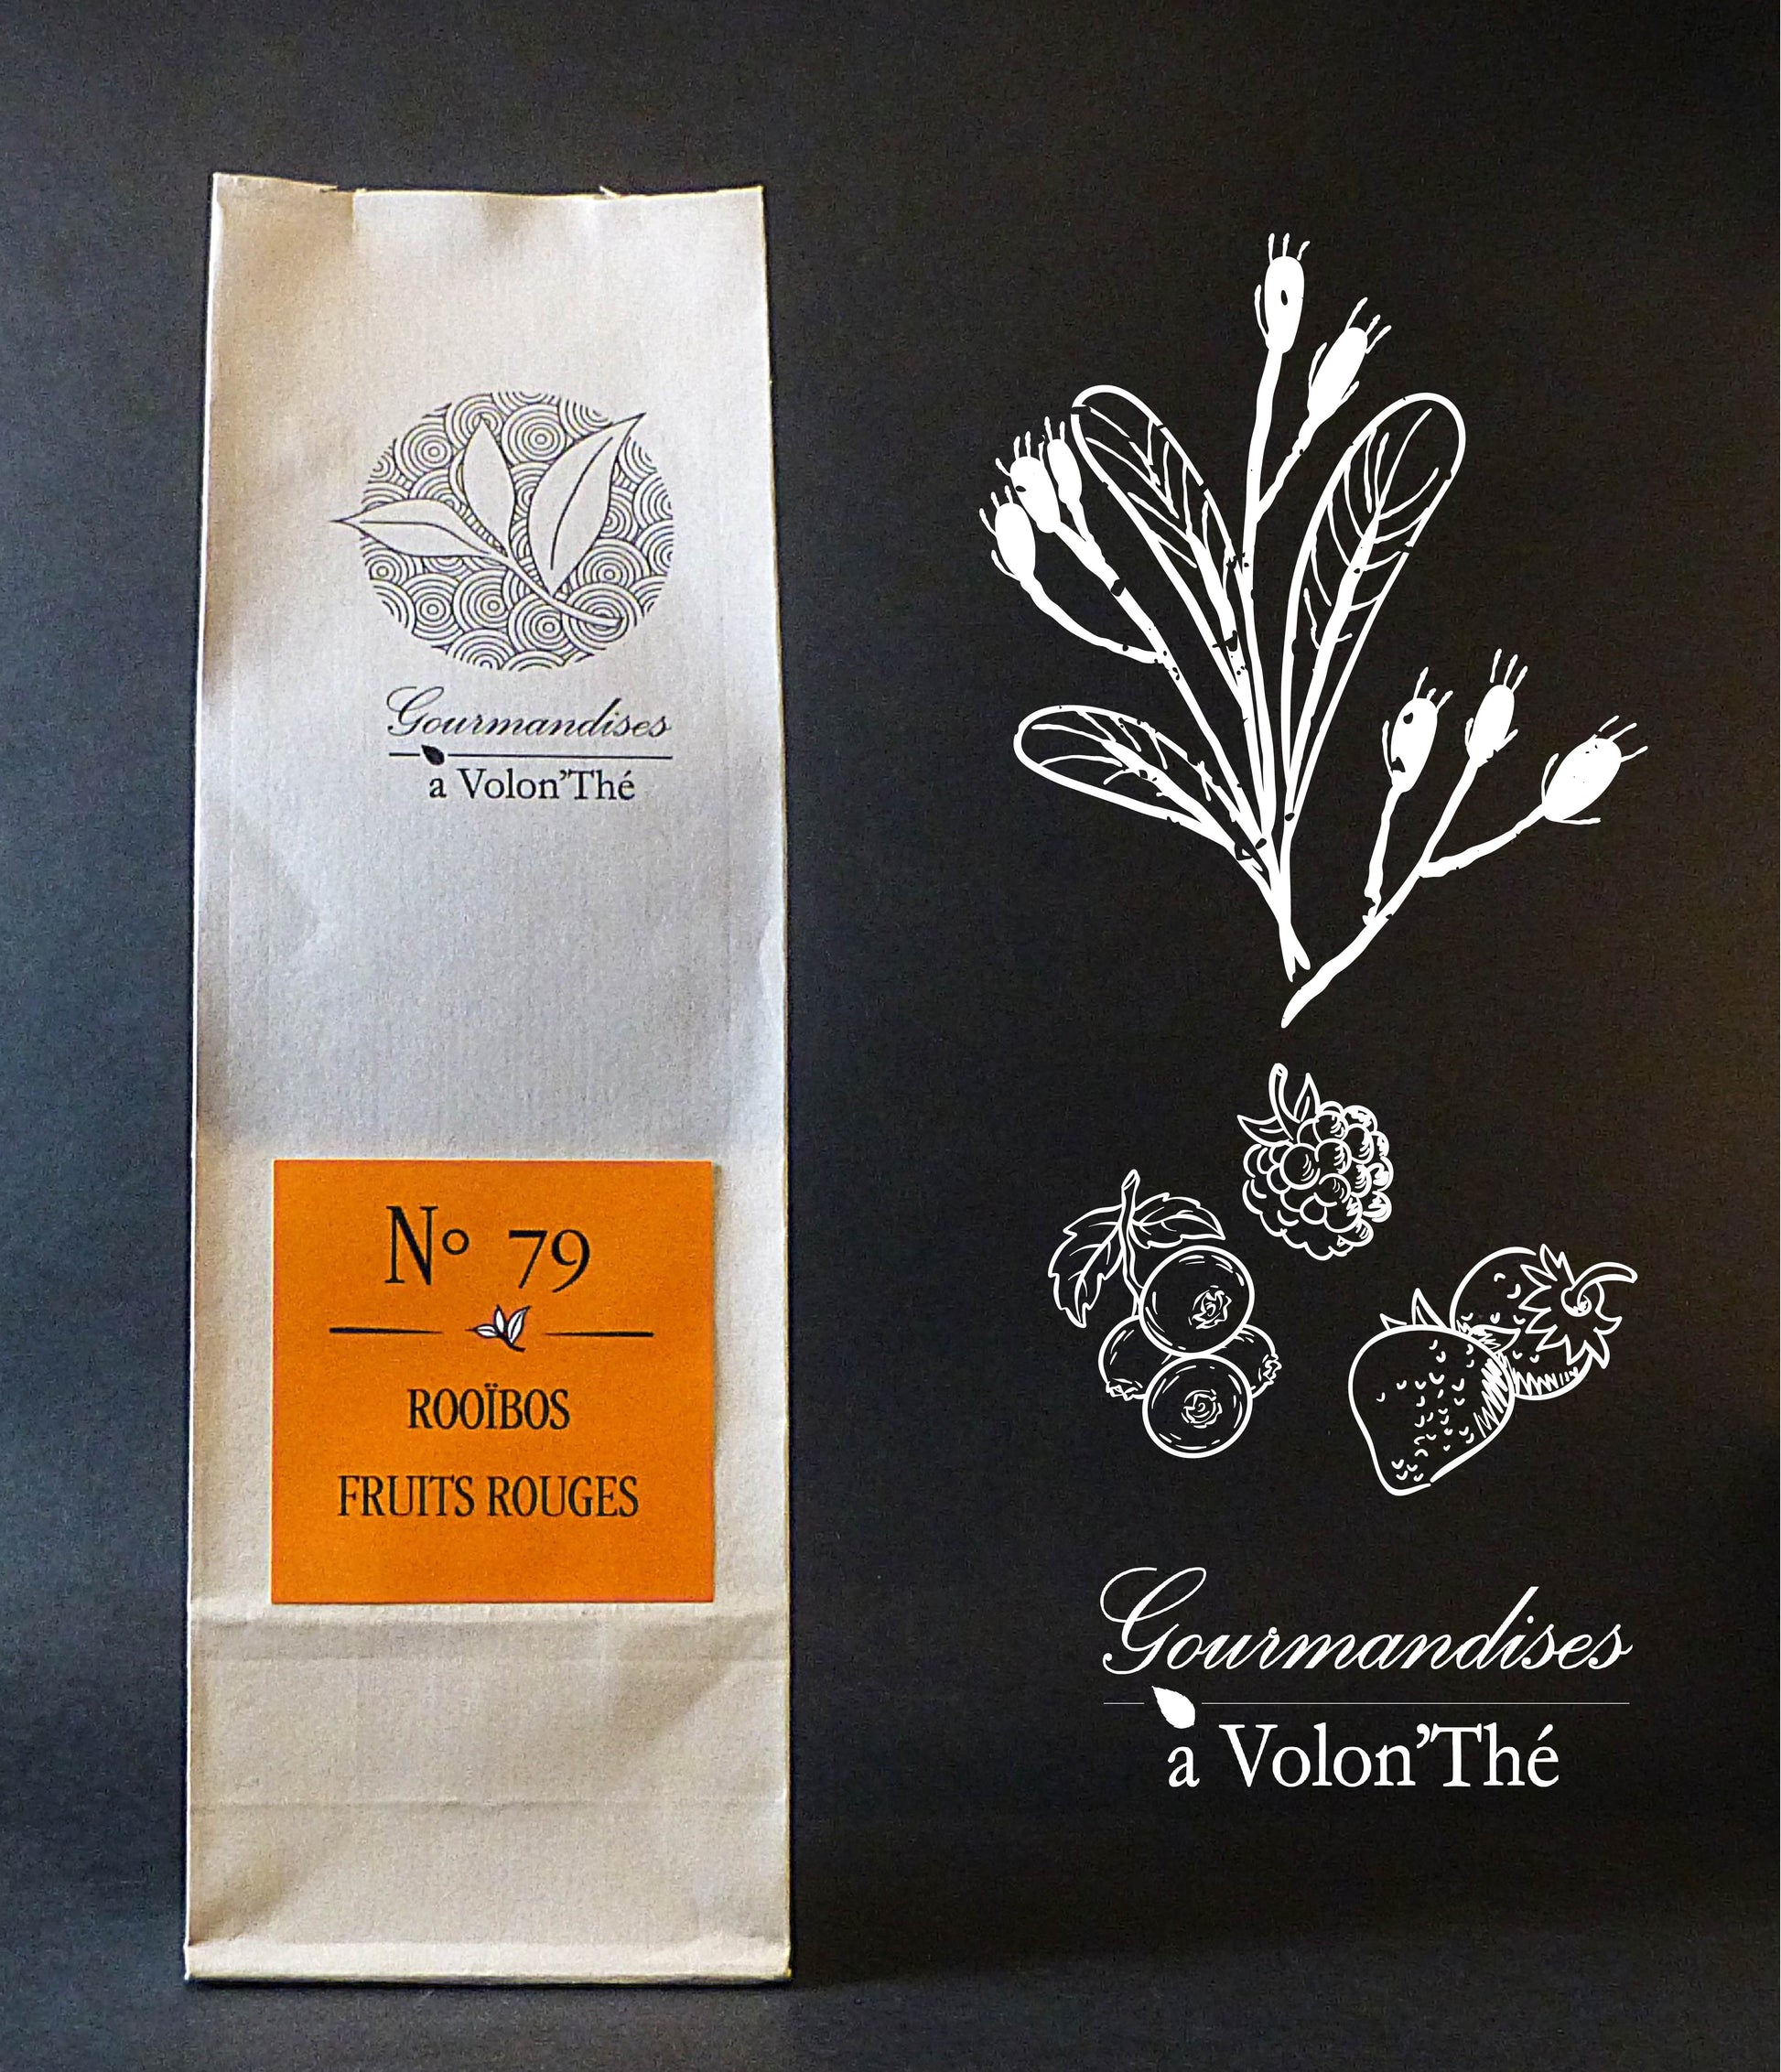 Gourmandises
a Volon'Thé
N° 79
ROOÏBOS
FRUITS ROUGES
Gourmandises
a Volon'Thé